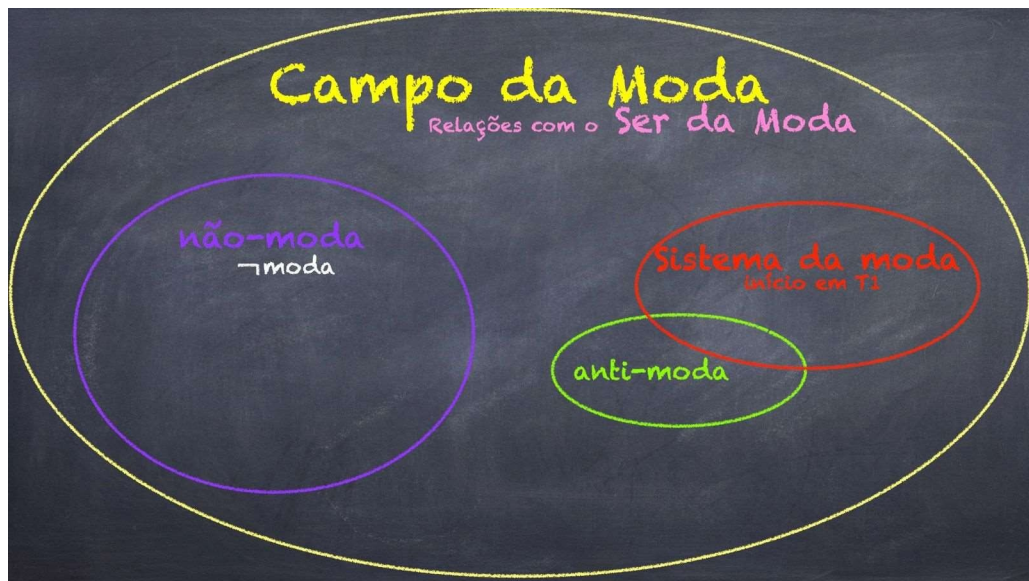 Campo da Moda
Relações com o Ser da Moda
não-moda
¬moda
Sistema da moda
início em T1
anti-moda